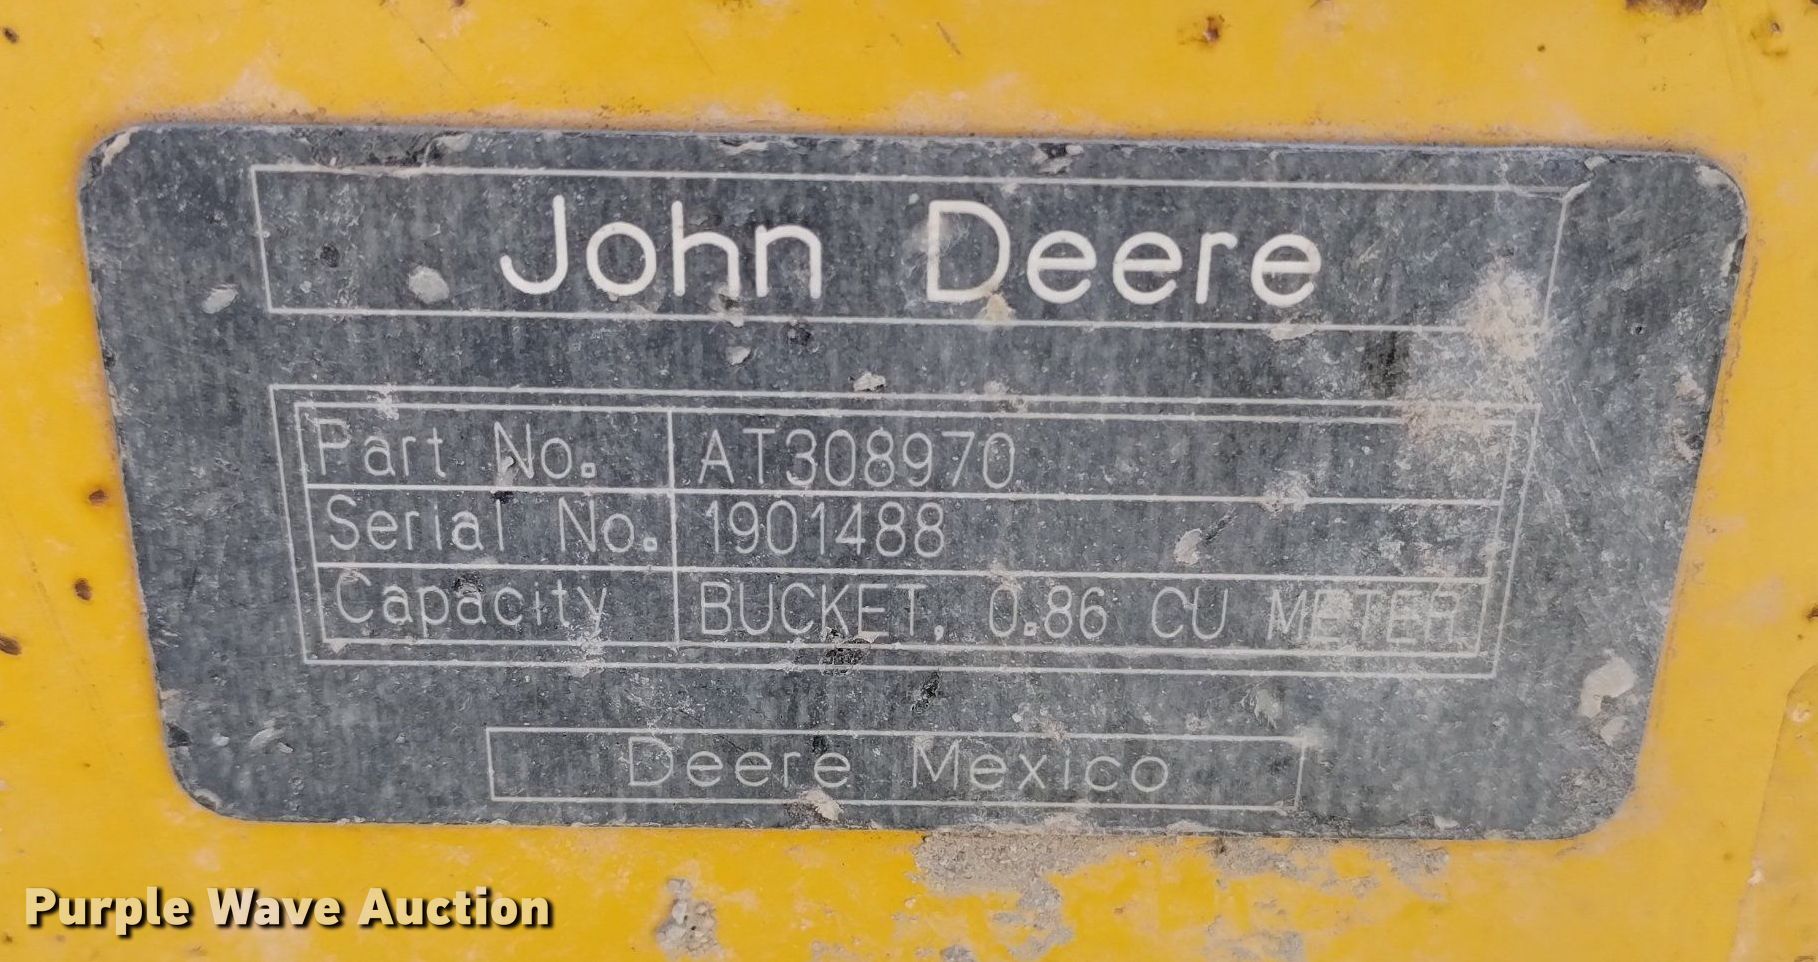 John Deere
Part No. AT308970
Serial No. 1901488
Capacity BUCKET, 0.86 CU METER
Deere Mexico
Purple Wave Auction